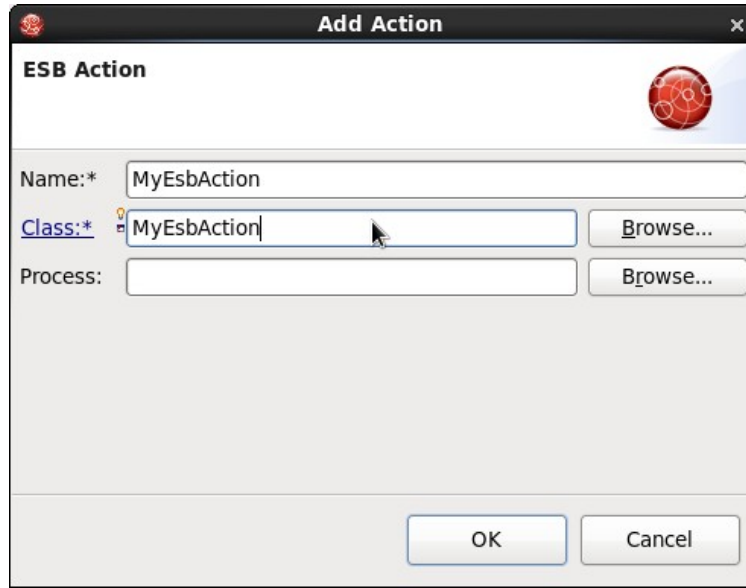 Add Action
ESB Action
Name:* MyEsbAction
Class:* MyEsbAction Browse...
Process: Browse...
OK Cancel